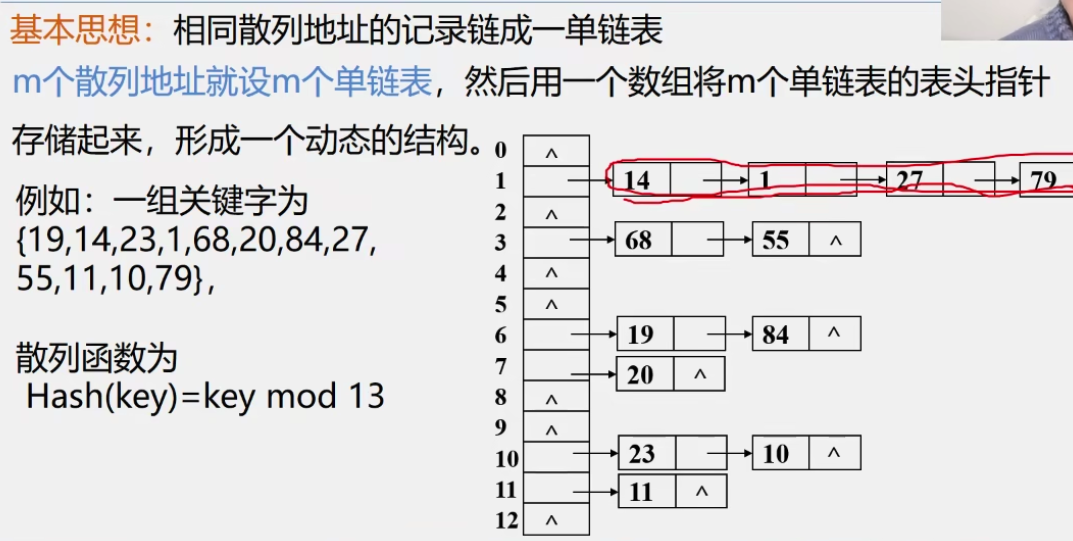 基本思想：相同散列地址的记录链成一单链表
m个散列地址就设m个单链表，然后用一个数组将m个单链表的表头指针
存储起来，形成一个动态的结构。
例如：一组关键字为
{19,14,23,1,68,20,84,27,
55,11,10,79}，
散列函数为
Hash(key)=key mod 13
0 ^
1 14 1 27 79
2 ^
3 68 55 ^
4 ^
5 ^
6 19 84 ^
7 20 ^
8 ^
9 ^
10 23 10 ^
11 11 ^
12 ^